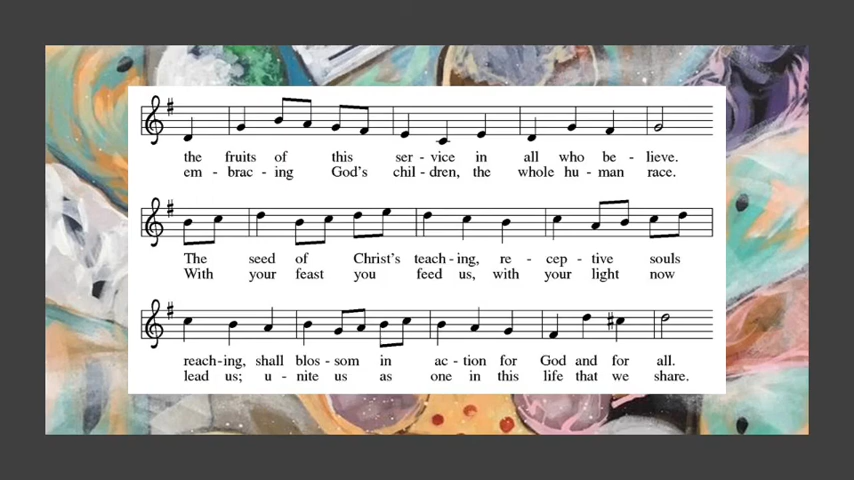 the fruits of this ser - vice in all who be - lieve.
em - brac - ing God's chil - dren, the whole hu - man race.
The seed of Christ's teach - ing, re - cep - tive souls
With your feast you feed us, with your light now
reach - ing, shall blos - som in ac - tion for God and for all.
lead us; u - nite us as one in this life that we share.